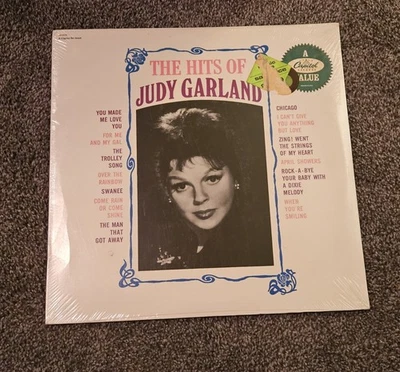 THE HITS OF
JUDY GARLAND
A
Capitol
VALUE
YOU MADE
ME LOVE
YOU
FOR ME
AND MY GAL
THE
TROLLEY
SONG
OVER THE
RAINBOW
SWANEE
COME RAIN
OR COME
SHINE
THE MAN
THAT
GOT AWAY
CHICAGO
I CAN'T GIVE
YOU ANYTHING
BUT LOVE
ZING! WENT
THE STRINGS
OF MY HEART
APRIL SHOWERS
ROCK-A-BYE
YOUR BABY WITH
A DIXIE
MELODY
WHEN
YOU'RE
SMILING